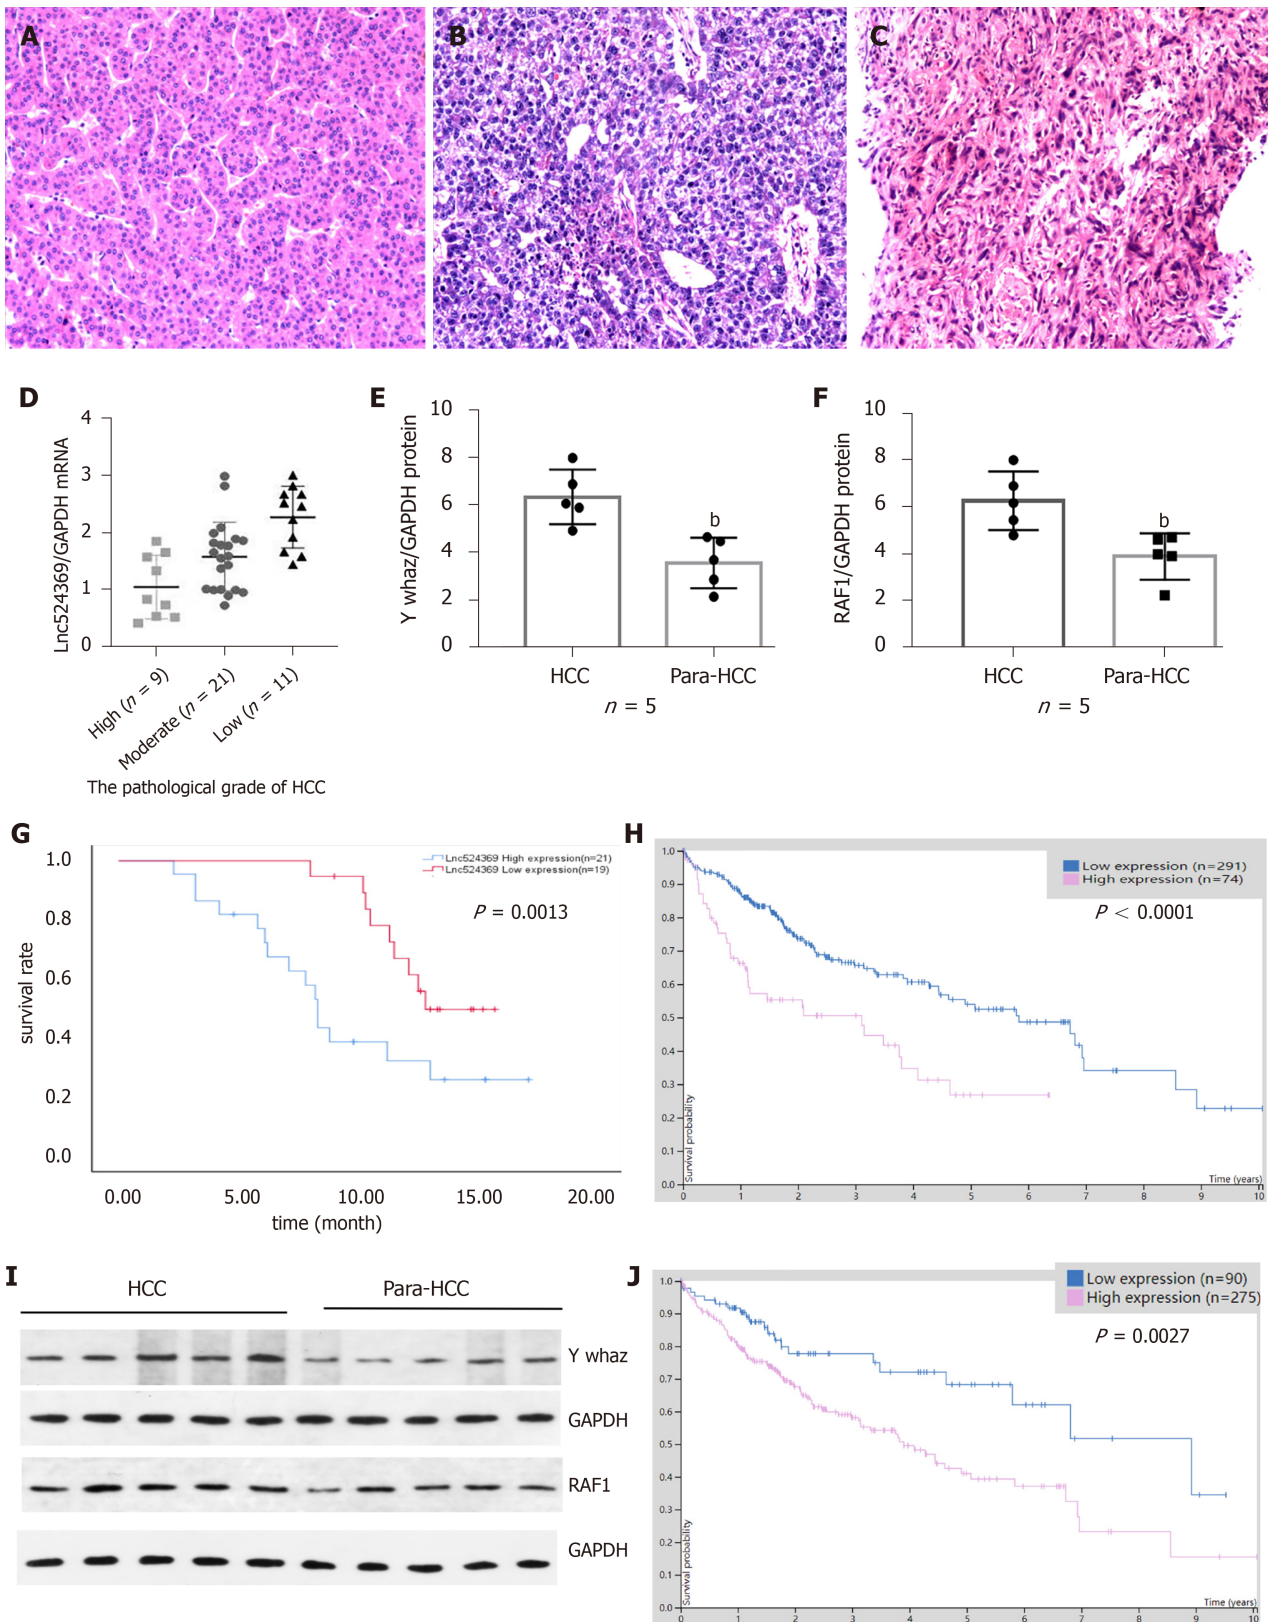 A
B
C
D
Lnc524369/GAPDH mRNA
4
3
2
1
0
High (n = 9)
Moderate (n = 21)
Low (n = 11)
The pathological grade of HCC
E
Y whaz/GAPDH protein
10
8
6
4
2
0
b
HCC
Para-HCC
n = 5
F
RAF1/GAPDH protein
10
8
6
4
2
0
b
HCC
Para-HCC
n = 5
G
survival rate
1.0
0.8
0.6
0.4
0.2
0.0
Lnc524369 High expression(n=21)
Lnc524369 Low expression(n=19)
P = 0.0013
0.00 5.00 10.00 15.00 20.00
time (month)
H
1.0
0.9
0.8
0.7
0.6
0.5
0.4
0.3
0.2
0.1
0.0
Survival probability
Low expression (n=291)
High expression (n=74)
P < 0.0001
Time (years)
0 1 2 3 4 5 6 7 8 9 10
I
HCC
Para-HCC
Y whaz
GAPDH
RAF1
GAPDH
J
1.0
0.9
0.8
0.7
0.6
0.5
0.4
0.3
0.2
0.1
0.0
Survival probability
Low expression (n=90)
High expression (n=275)
P = 0.0027
Time (years)
0 1 2 3 4 5 6 7 8 9 10